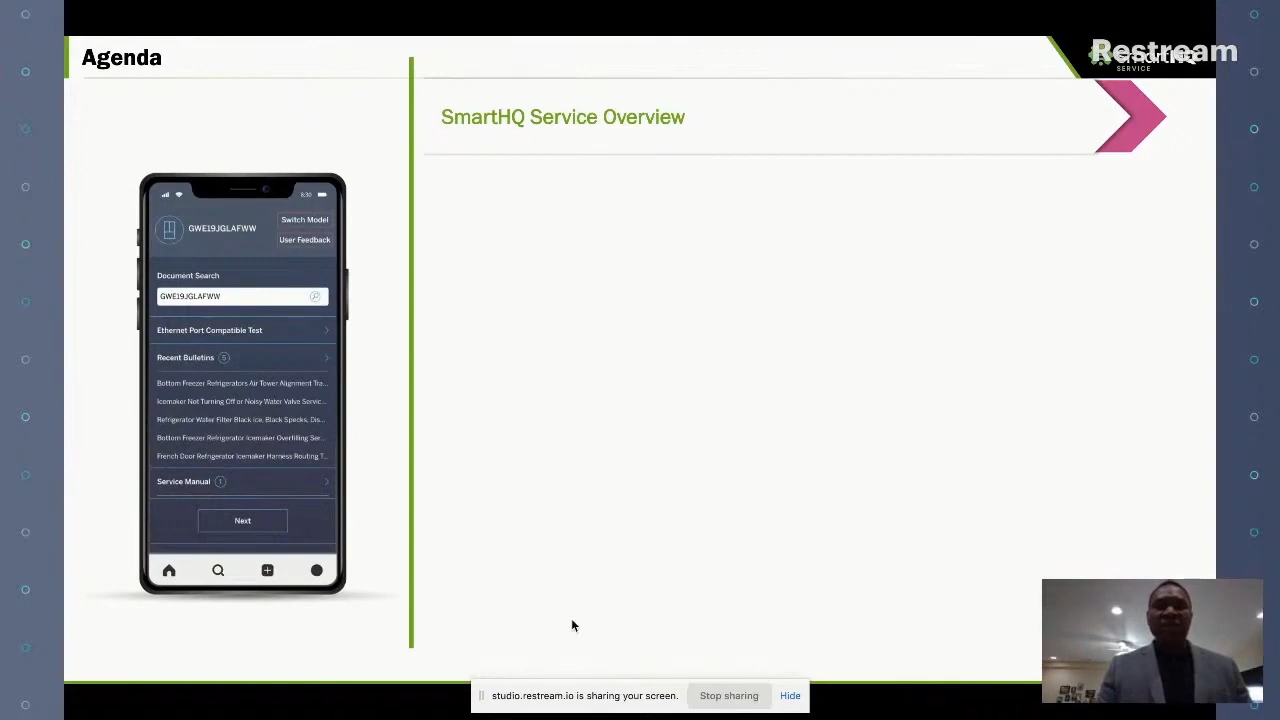 Agenda
Restream
SERVICE
SmartHQ Service Overview
8:30
GWE19JGLAFWW
Switch Model
User Feedback
Document Search
GWE19JGLAFWW
Ethernet Port Compatible Test
Recent Bulletins 5
Bottom Freezer Refrigerators Air Tower Alignment Tra...
Icemaker Not Turning Off or Noisy Water Valve Servic...
Refrigerator Water Filter Black Ice, Black Specks, Dis...
Bottom Freezer Refrigerator Icemaker Overfilling Ser...
French Door Refrigerator Icemaker Harness Routing T...
Service Manual 1
Next
studio.restream.io is sharing your screen.
Stop sharing
Hide